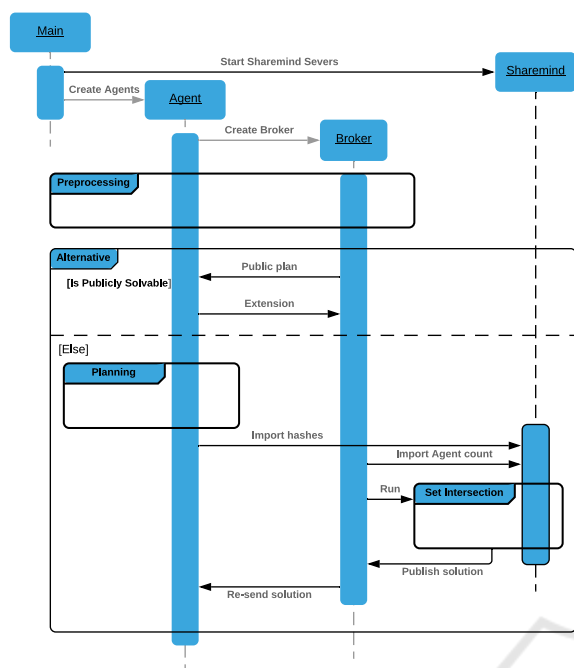 Main
Start Sharemind Severs
Sharemind
Create Agents
Agent
Create Broker
Broker
Preprocessing
Alternative
[Is Publicly Solvable]
Public plan
Extension
[Else]
Planning
Import hashes
Import Agent count
Run
Set Intersection
Publish solution
Re-send solution